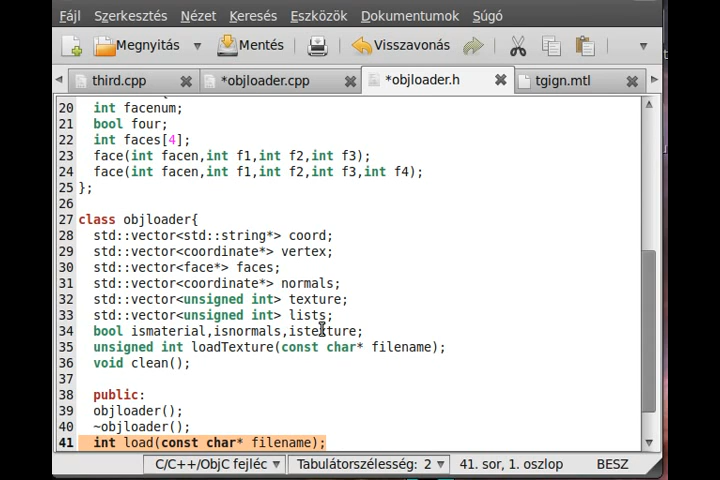 Fájl Szerkesztés Nézet Keresés Eszközök Dokumentumok Súgó
Megnyitás Mentés Visszavonás
third.cpp *objloader.cpp *objloader.h tgign.mtl
20 int facenum;
21 bool four;
22 int faces[4];
23 face(int facen,int f1,int f2,int f3);
24 face(int facen,int f1,int f2,int f3,int f4);
25 };
26
27 class objloader{
28 std::vector<std::string*> coord;
29 std::vector<coordinate*> vertex;
30 std::vector<face*> faces;
31 std::vector<coordinate*> normals;
32 std::vector<unsigned int> texture;
33 std::vector<unsigned int> lists;
34 bool ismaterial,isnormals,istexture;
35 unsigned int loadTexture(const char* filename);
36 void clean();
37
38 public:
39 objloader();
40 ~objloader();
41 int load(const char* filename);
C/C++/ObjC fejléc Tabulátorszélesség: 2 41. sor, 1. oszlop BESZ